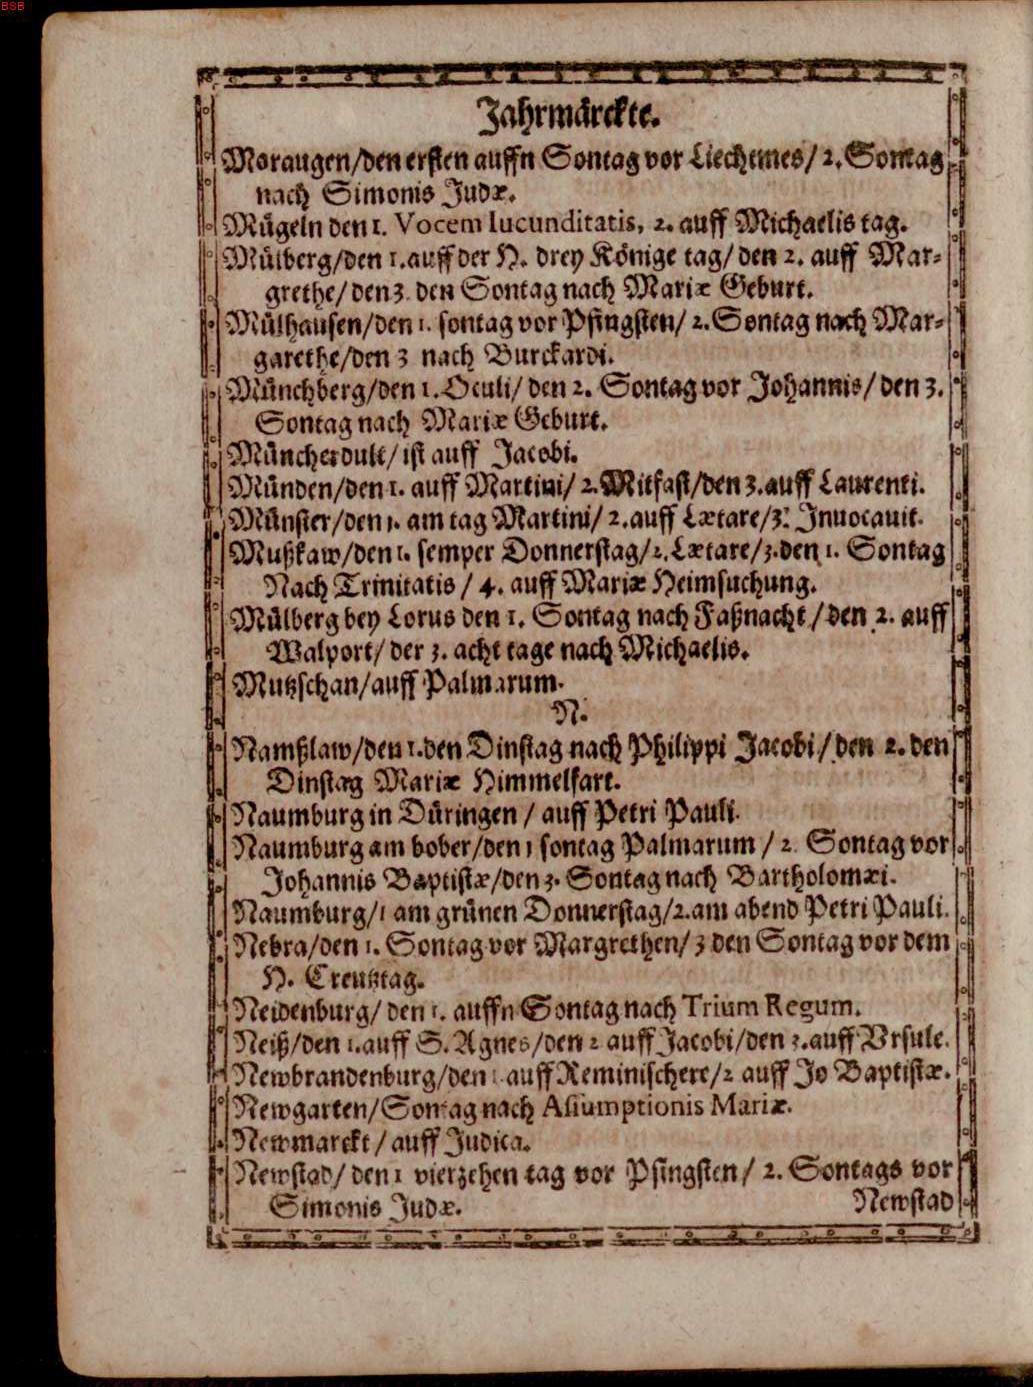 BSB
Jahrmärckte.
Moraugen/den ersten auffn Sontag vor Liechtmes/ 2. Sontag
nach Simonis Judæ.
Mügeln den 1. Vocem Iucunditatis, 2. auff Michaelis tag.
Mülberg/den 1. auff der H. drey Könige tag/ den 2. auff Mar-
grethe/ den 3. den Sontag nach Mariæ Geburt.
Mülhausen/den 1. sontag vor Pfingsten/ 2. Sontag nach Mar-
garethe/den 3 nach Burckardi.
Münchberg/den 1. Oculi/ den 2. Sontag vor Johannis/ den 3.
Sontag nach Mariæ Geburt.
Müncherdult/ ist auff Jacobi.
Münden/den 1. auff Martini/ 2. Mitfast/den 3. auff Laurenti.
Münster/den 1. am tag Martini/ 2. auff Lætare/3. Inuocauit.
Mußkaw/den 1. semper Donnerstag/2. Lætare/3. den 1. Sontag
Nach Trinitatis / 4. auff Mariæ Heimsuchung.
Mülberg bey Lorus den 1. Sontag nach Faßnacht / den 2. auff
Walport/ der 3. acht tage nach Michaelis.
Mutzschan/auff Palmarum.
N.
Namßlaw/den 1. den Dinstag nach Philippi Jacobi / den 2. den
Dinstag Mariæ Himmelfart.
Naumburg in Düringen / auff Petri Pauli.
Naumburg am bober/den 1 sontag Palmarum / 2. Sontag vor
Johannis Baptistæ/den 3. Sontag nach Bartholomæi.
Naumburg/1 am grünen Donnerstag/2. am abend Petri Pauli.
Nebra/den 1. Sontag vor Margrethen/ 3 den Sontag vor dem
H. Creutztag.
Neidenburg/ den 1. auffn Sontag nach Trium Regum.
Neiß/den 1. auff S. Agnes/den 2 auff Jacobi/den 3. auff Vrsule.
Newbrandenburg/den 1 auff Reminischere/2 auff Jo Baptistæ.
Newgarten/Sontag nach Assumptionis Mariæ.
Newmarckt / auff Judica.
Newstad/ den 1 vierzehen tag vor Pfingsten/ 2. Sontags vor
Simonis Judæ.
Newstad